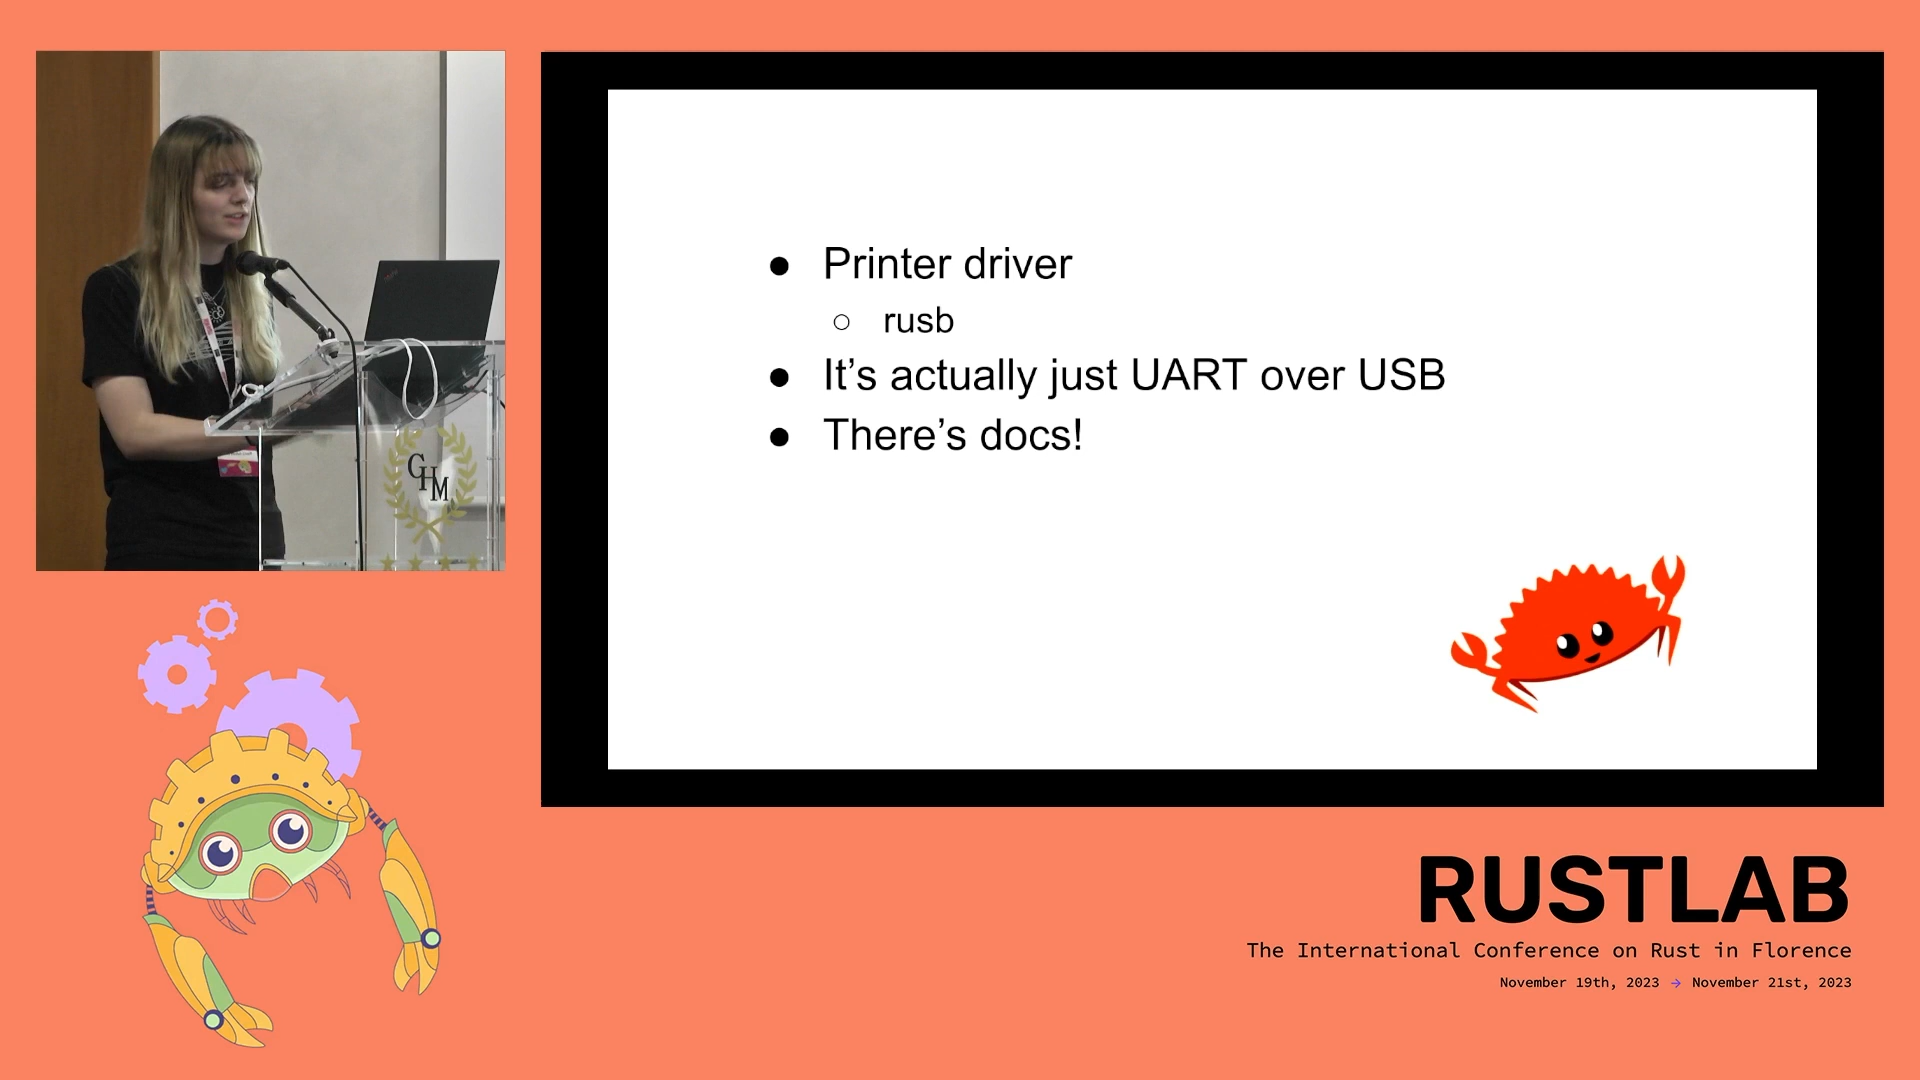 Printer driver
rusb
It’s actually just UART over USB
There’s docs!
GHM
RUSTLAB
The International Conference on Rust in Florence
November 19th, 2023 → November 21st, 2023